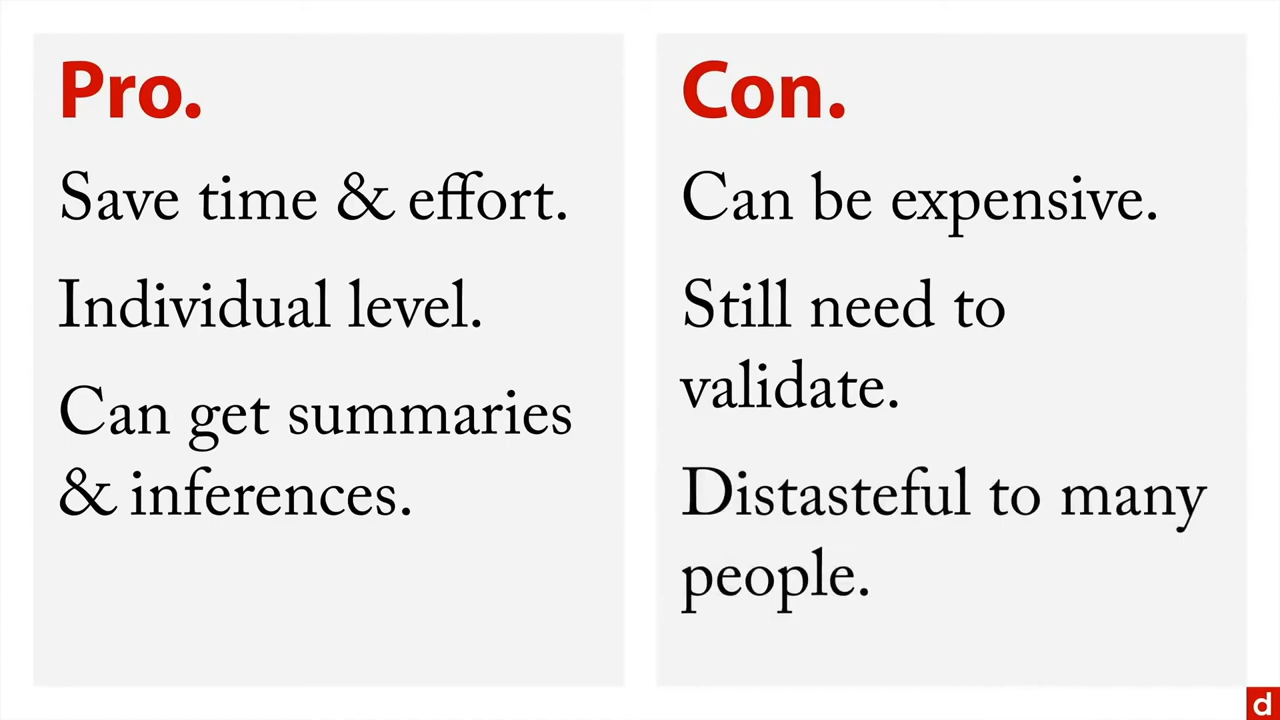 Pro.
Save time & effort.
Individual level.
Can get summaries
& inferences.
Con.
Can be expensive.
Still need to
validate.
Distasteful to many
people.
d